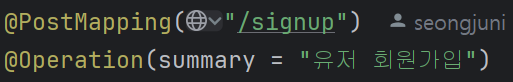 @PostMapping("/signup") seongjuni
@Operation(summary = "유저 회원가입")